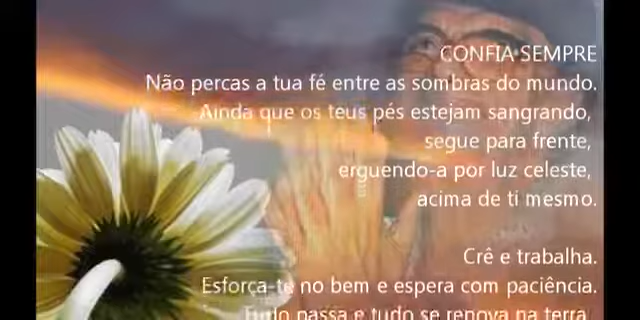 CONFIA SEMPRE
Não percas a tua fé entre as sombras do mundo.
Ainda que os teus pés estejam sangrando,
segue para frente,
erguendo-a por luz celeste,
acima de ti mesmo.
Crê e trabalha.
Esforça-te no bem e espera com paciência.
Tudo passa e tudo se renova na terra